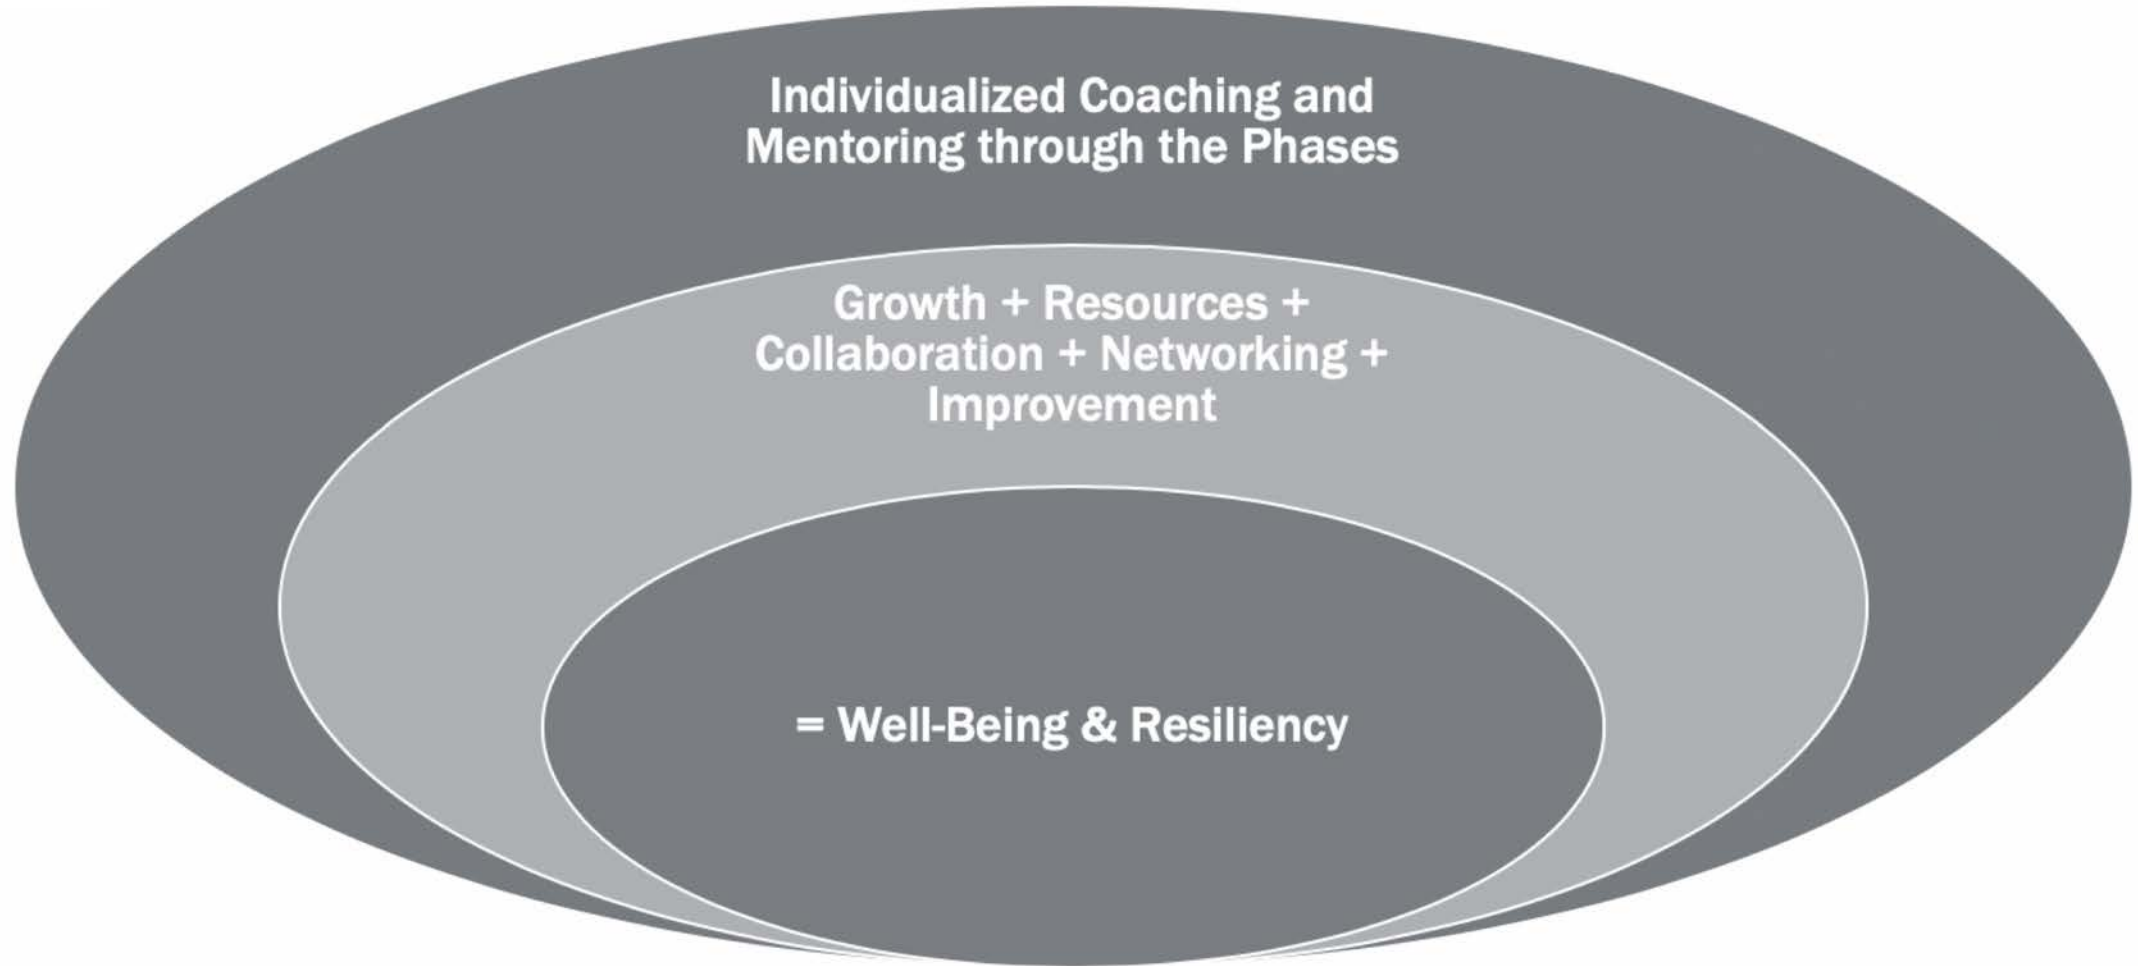 Individualized Coaching and
Mentoring through the Phases
Growth + Resources +
Collaboration + Networking +
Improvement
= Well-Being & Resiliency